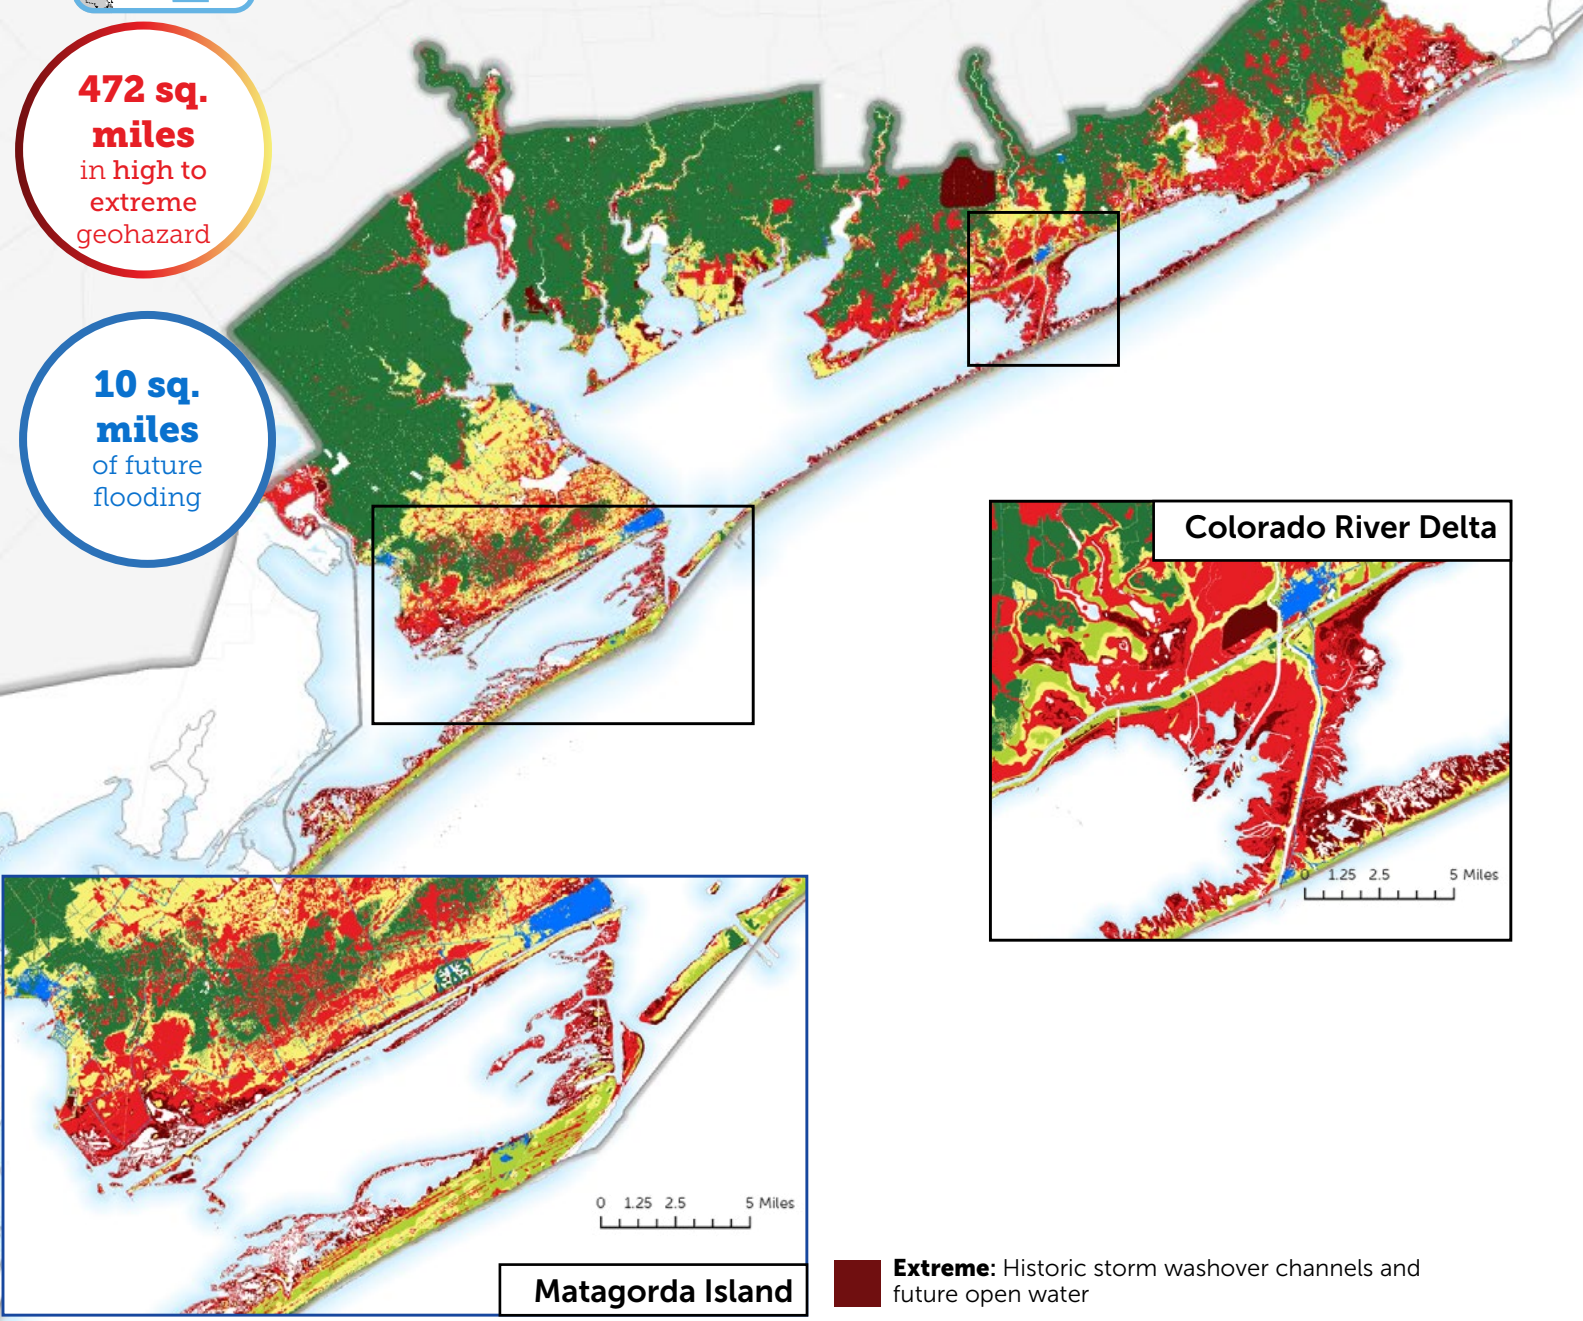 472 sq.
miles
in high to
extreme
geohazard
10 sq.
miles
of future
flooding
Colorado River Delta
0 1.25 2.5 5 Miles
0 1.25 2.5 5 Miles
Matagorda Island
Extreme: Historic storm washover channels and
future open water